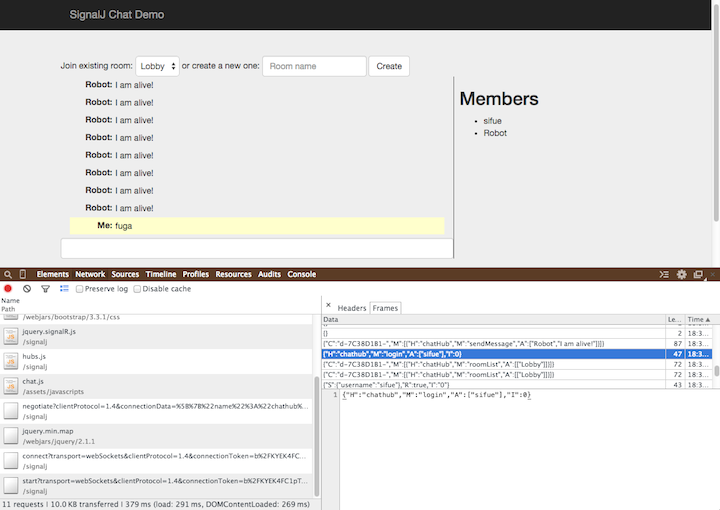 SignalJ Chat Demo
Join existing room: Lobby or create a new one: Room name Create
Robot: I am alive!
Robot: I am alive!
Robot: I am alive!
Robot: I am alive!
Robot: I am alive!
Robot: I am alive!
Robot: I am alive!
Robot: I am alive!
Me: fuga
Members
sifue
Robot
Elements Network Sources Timeline Profiles Resources Audits Console
Preserve log Disable cache
Name
Path
/webjars/bootstrap/3.3.1/css
jquery.signalR.js
/signalj
hubs.js
/signalj
chat.js
/assets/javascripts
negotiate?clientProtocol=1.4&connectionData=%5B%7B%22name%22%3A%22chathub%...
/signalj
jquery.min.map
/webjars/jquery/2.1.1
connect?transport=webSockets&clientProtocol=1.4&connectionToken=b%2FKYEK4FC...
/signalj
start?transport=webSockets&clientProtocol=1.4&connectionToken=b%2FKYEK4FC1pT...
/signalj
11 requests | 10.0 KB transferred | 379 ms (load: 291 ms, DOMContentLoaded: 269 ms)
× Headers Frames
Data Le... Time ▲
{} 2 18:3...
{"C":"d-7C38D1B1-","M":[{"H":"chatHub","M":"sendMessage","A":["Robot","I am alive!"]}]} 87 18:3...
{"H":"chathub","M":"login","A":["sifue"],"I":0} 47 18:3...
{"C":"d-7C38D1B1-","M":[{"H":"chatHub","M":"roomList","A":[["Lobby"]]}]} 72 18:3...
{"C":"d-7C38D1B1-","M":[{"H":"chatHub","M":"roomList","A":[["Lobby"]]}]} 72 18:3...
{"S":{"username":"sifue"},"R":true,"I":"0"} 43 18:3...
1 {"H":"chathub","M":"login","A":["sifue"],"I":0}